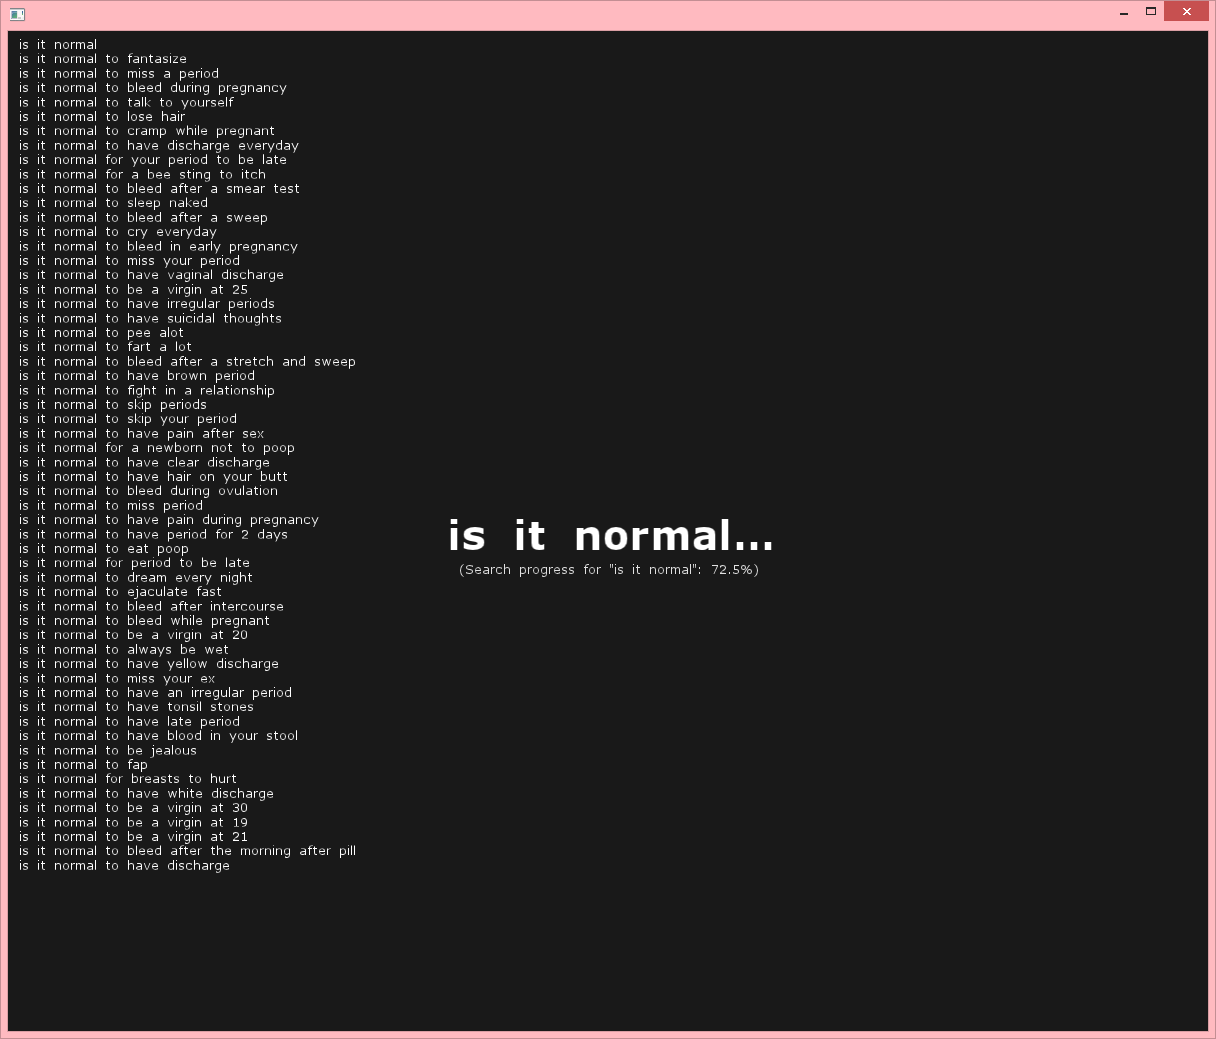 is it normal
is it normal to fantasize
is it normal to miss a period
is it normal to bleed during pregnancy
is it normal to talk to yourself
is it normal to lose hair
is it normal to cramp while pregnant
is it normal to have discharge everyday
is it normal for your period to be late
is it normal for a bee sting to itch
is it normal to bleed after a smear test
is it normal to sleep naked
is it normal to bleed after a sweep
is it normal to cry everyday
is it normal to bleed in early pregnancy
is it normal to miss your period
is it normal to have vaginal discharge
is it normal to be a virgin at 25
is it normal to have irregular periods
is it normal to have suicidal thoughts
is it normal to pee alot
is it normal to fart a lot
is it normal to bleed after a stretch and sweep
is it normal to have brown period
is it normal to fight in a relationship
is it normal to skip periods
is it normal to skip your period
is it normal to have pain after sex
is it normal for a newborn not to poop
is it normal to have clear discharge
is it normal to have hair on your butt
is it normal to bleed during ovulation
is it normal to miss period
is it normal to have pain during pregnancy
is it normal to have period for 2 days
is it normal to eat poop
is it normal for period to be late
is it normal to dream every night
is it normal to ejaculate fast
is it normal to bleed after intercourse
is it normal to bleed while pregnant
is it normal to be a virgin at 20
is it normal to always be wet
is it normal to have yellow discharge
is it normal to miss your ex
is it normal to have an irregular period
is it normal to have tonsil stones
is it normal to have late period
is it normal to have blood in your stool
is it normal to be jealous
is it normal to fap
is it normal for breasts to hurt
is it normal to have white discharge
is it normal to be a virgin at 30
is it normal to be a virgin at 19
is it normal to be a virgin at 21
is it normal to bleed after the morning after pill
is it normal to have discharge
is it normal...
(Search progress for "is it normal": 72.5%)